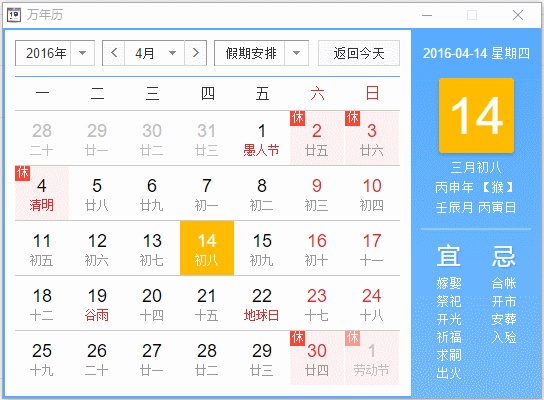 万年历
2016年 4月 假期安排 返回今天
一 二 三 四 五 六 日
28 29 30 31 1 休 2 休 3
二十 廿一 廿二 廿三 愚人节 廿五 廿六
休 4 5 6 7 8 9 10
清明 廿八 廿九 初一 初二 初三 初四
11 12 13 14 15 16 17
初五 初六 初七 初八 初九 初十 十一
18 19 20 21 22 23 24
十二 谷雨 十四 十五 地球日 十七 十八
25 26 27 28 29 休 30 休 1
十九 二十 廿一 廿二 廿三 廿四 劳动节
2016-04-14 星期四
14
三月初八
丙申年【猴】
壬辰月 丙寅日
宜 忌
嫁娶 合帐
祭祀 开市
开光 安葬
祈福 入殓
求嗣
出火